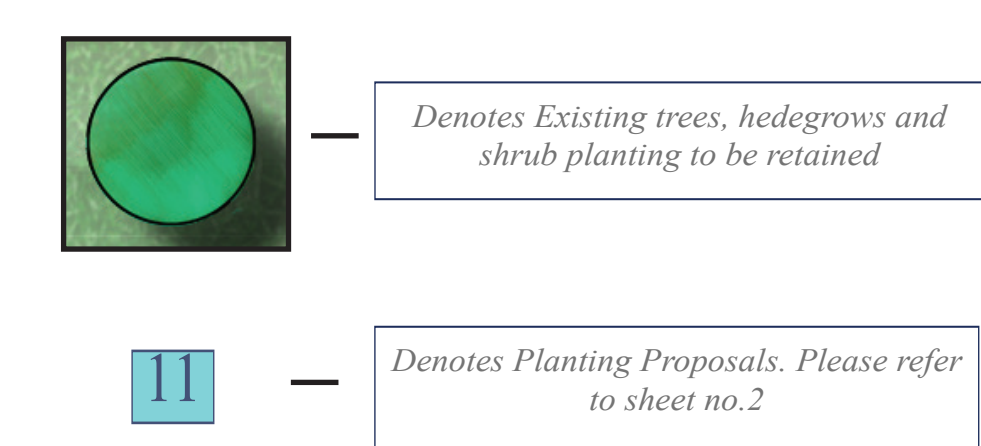 Denotes Existing trees, hedegrows and
shrub planting to be retained
11
Denotes Planting Proposals. Please refer
to sheet no.2